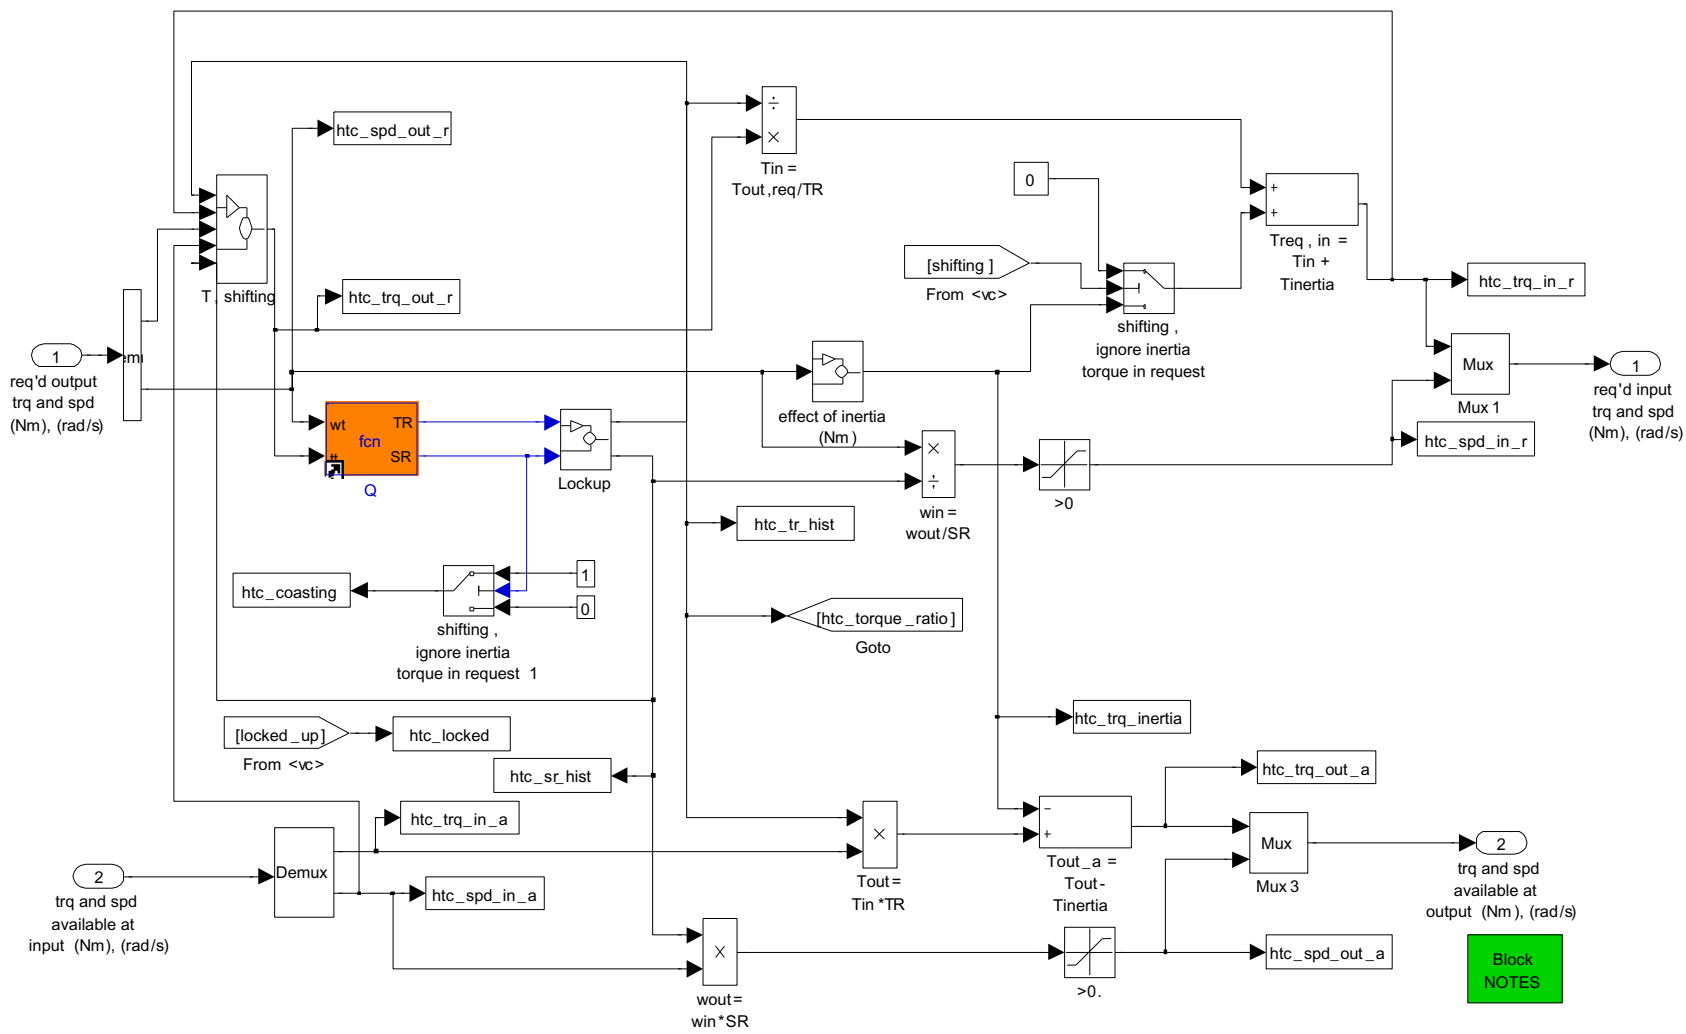 htc_spd_out_r
÷
×
Tin =
Tout,req/TR
0
+
+
Treq , in =
Tin +
Tinertia
[shifting ]
From <vc>
shifting ,
ignore inertia
torque in request
htc_trq_in_r
T , shifting
htc_trq_out_r
1
req'd output
trq and spd
(Nm), (rad/s)
effect of inertia
(Nm)
Mux
Mux 1
1
req'd input
trq and spd
(Nm), (rad/s)
htc_spd_in_r
wt
fcn
TR
SR
Q
Lockup
×
÷
win =
wout/SR
>0
htc_tr_hist
htc_coasting
1
0
shifting ,
ignore inertia
torque in request 1
[htc_torque_ratio]
Goto
[locked_up]
From <vc>
htc_locked
htc_trq_inertia
htc_sr_hist
htc_trq_out_a
htc_trq_in_a
×
Tout=
Tin *TR
−
+
Tout_a =
Tout-
Tinertia
Mux
Mux 3
2
trq and spd
available at
output (Nm), (rad/s)
2
trq and spd
available at
input (Nm), (rad/s)
Demux
htc_spd_in_a
×
wout=
win*SR
>0.
htc_spd_out_a
Block
NOTES